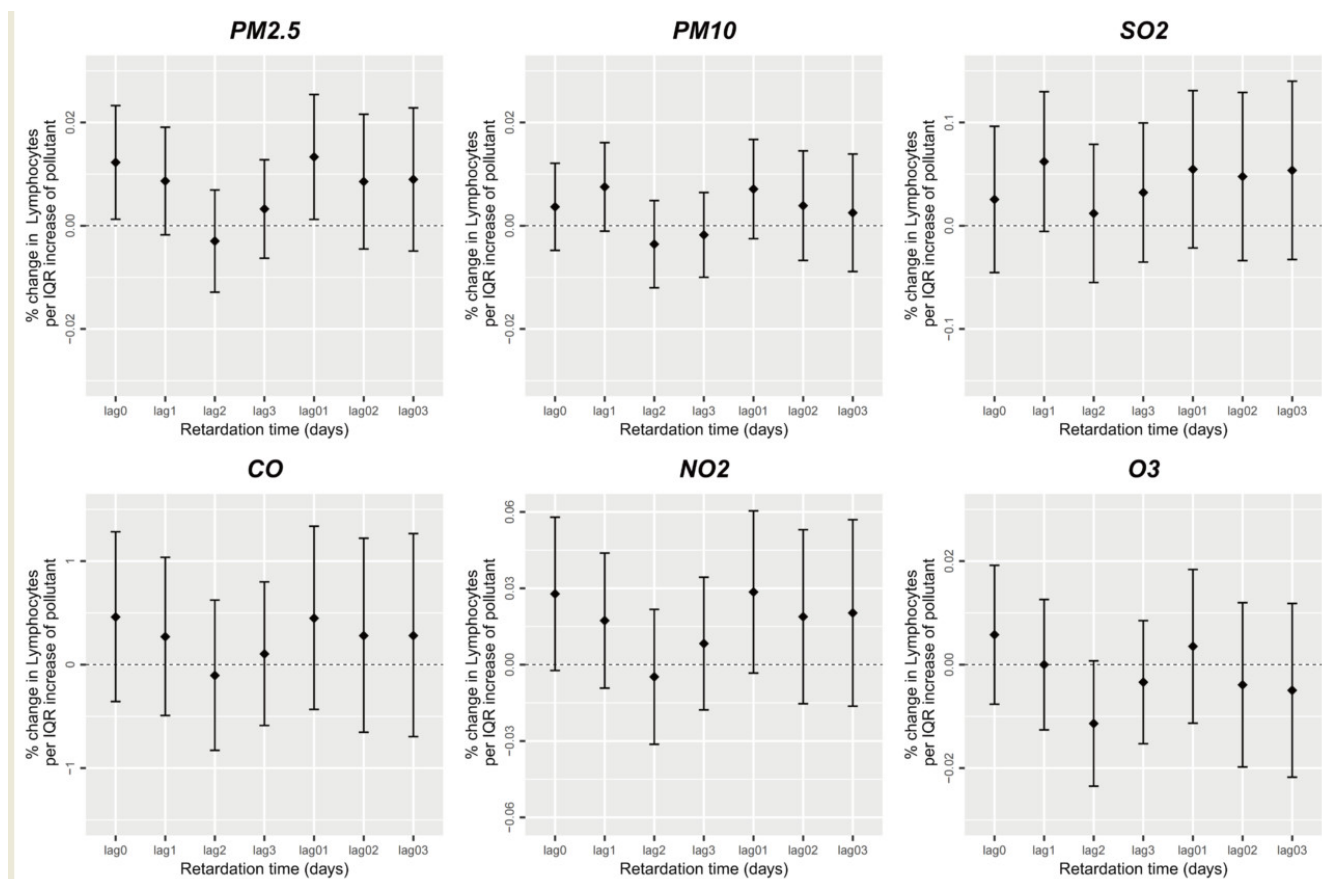 PM2.5
PM10
SO2
% change in Lymphocytes
per IQR increase of pollutant
0.02
0.00
−0.02
lag0 lag1 lag2 lag3 lag01 lag02 lag03
Retardation time (days)
% change in Lymphocytes
per IQR increase of pollutant
0.02
0.00
−0.02
lag0 lag1 lag2 lag3 lag01 lag02 lag03
Retardation time (days)
% change in Lymphocytes
per IQR increase of pollutant
0.1
0.0
−0.1
lag0 lag1 lag2 lag3 lag01 lag02 lag03
Retardation time (days)
CO
NO2
O3
% change in Lymphocytes
per IQR increase of pollutant
1
0
−1
lag0 lag1 lag2 lag3 lag01 lag02 lag03
Retardation time (days)
% change in Lymphocytes
per IQR increase of pollutant
0.06
0.03
0.00
−0.03
−0.06
lag0 lag1 lag2 lag3 lag01 lag02 lag03
Retardation time (days)
% change in Lymphocytes
per IQR increase of pollutant
0.02
0.00
−0.02
lag0 lag1 lag2 lag3 lag01 lag02 lag03
Retardation time (days)